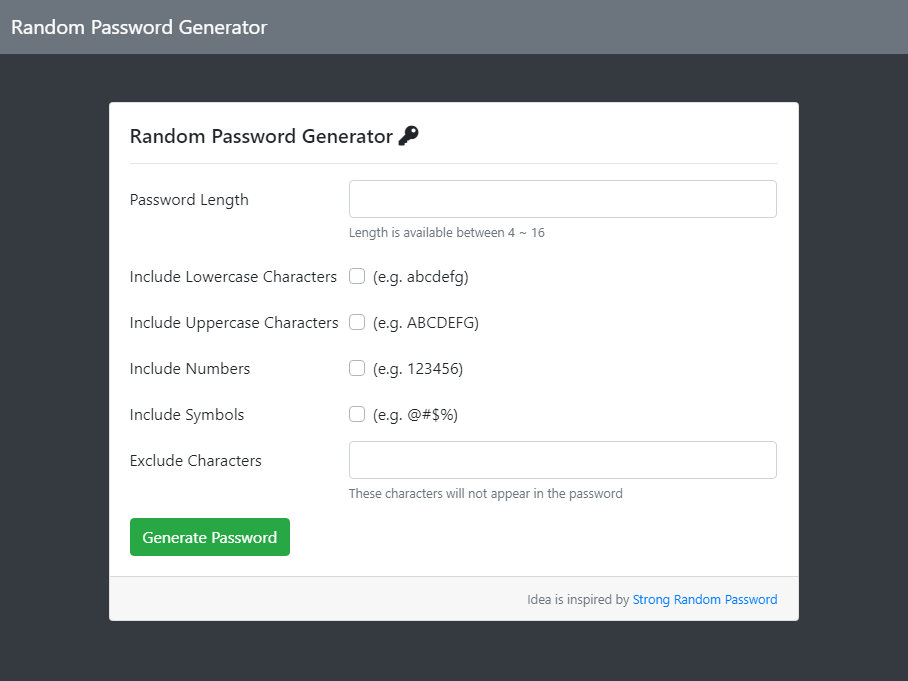 Random Password Generator
Random Password Generator
Password Length
Length is available between 4 ~ 16
Include Lowercase Characters (e.g. abcdefg)
Include Uppercase Characters (e.g. ABCDEFG)
Include Numbers (e.g. 123456)
Include Symbols (e.g. @#$%)
Exclude Characters
These characters will not appear in the password
Generate Password
Idea is inspired by Strong Random Password